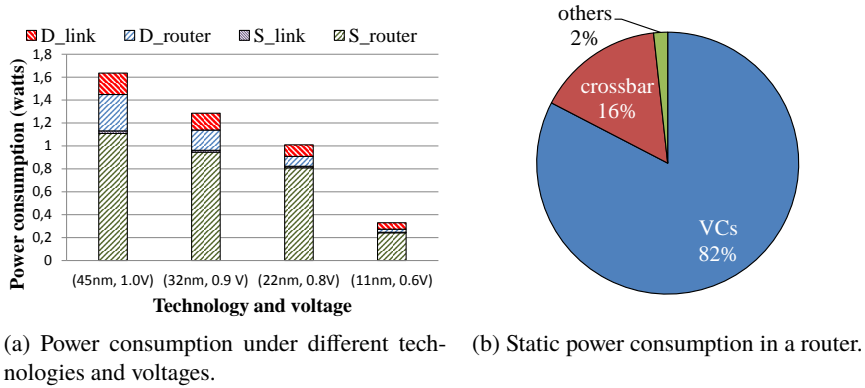 D_link D_router S_link S_router
Power consumption (watts)
1,8
1,6
1,4
1,2
1
0,8
0,6
0,4
0,2
0
(45nm, 1.0V) (32nm, 0.9 V) (22nm, 0.8V) (11nm, 0.6V)
Technology and voltage
(a) Power consumption under different tech-
nologies and voltages.
others
2%
crossbar
16%
VCs
82%
(b) Static power consumption in a router.